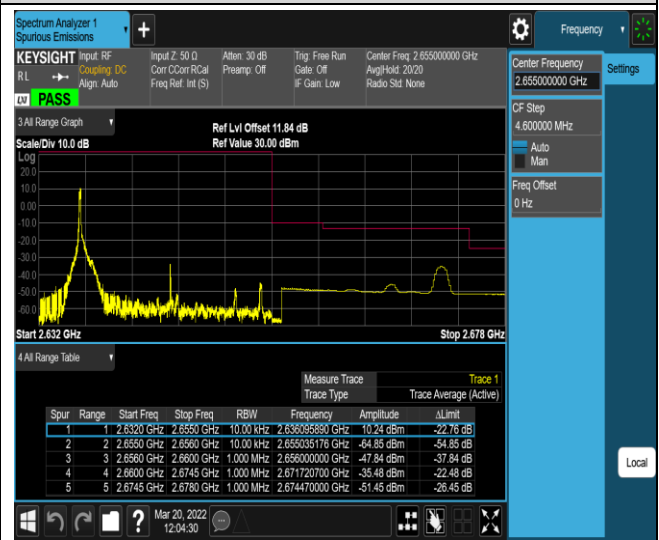 Spectrum Analyzer 1
Spurious Emissions
+
Frequency
KEYSIGHT
Input: RF
Input Z: 50 Ω
Atten: 30 dB
Trig: Free Run
Center Freq: 2.655000000 GHz
RL
Coupling: DC
Corr CCorr RCal
Preamp: Off
Gate: Off
Avg|Hold: 20/20
Align: Auto
Freq Ref: Int (S)
IF Gain: Low
Radio Std: None
LXI
PASS
Center Frequency
2.655000000 GHz
Settings
CF Step
4.600000 MHz
Auto
Man
Freq Offset
0 Hz
3 All Range Graph
Ref Lvl Offset 11.84 dB
Scale/Div 10.0 dB
Ref Value 30.00 dBm
Log
20.0
10.0
0.00
-10.0
-20.0
-30.0
-40.0
-50.0
-60.0
Start 2.632 GHz
Stop 2.678 GHz
4 All Range Table
Measure Trace Trace 1
Trace Type Trace Average (Active)
Spur Range Start Freq Stop Freq RBW Frequency Amplitude ΔLimit
1 1 2.6320 GHz 2.6550 GHz 10.00 kHz 2.636095890 GHz 10.24 dBm -22.76 dB
2 2 2.6550 GHz 2.6560 GHz 10.00 kHz 2.655035176 GHz -64.85 dBm -54.85 dB
3 3 2.6560 GHz 2.6600 GHz 1.000 MHz 2.656000000 GHz -47.84 dBm -37.84 dB
4 4 2.6600 GHz 2.6745 GHz 1.000 MHz 2.671720700 GHz -35.48 dBm -22.48 dB
5 5 2.6745 GHz 2.6780 GHz 1.000 MHz 2.674470000 GHz -51.45 dBm -26.45 dB
Local
?
Mar 20, 2022
12:04:30